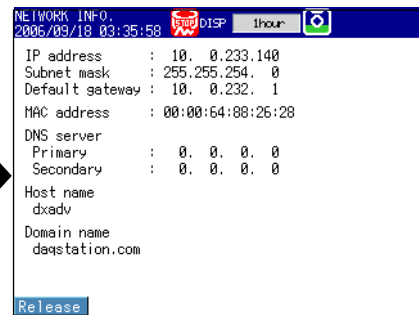 NETWORK INFO.
2006/09/18 03:35:58
STOP
DISP
1hour
IP address : 10. 0.233.140
Subnet mask : 255.255.254. 0
Default gateway : 10. 0.232. 1
MAC address : 00:00:64:88:26:28
DNS server
Primary : 0. 0. 0. 0
Secondary : 0. 0. 0. 0
Host name
dxadv
Domain name
daqstation.com
Release